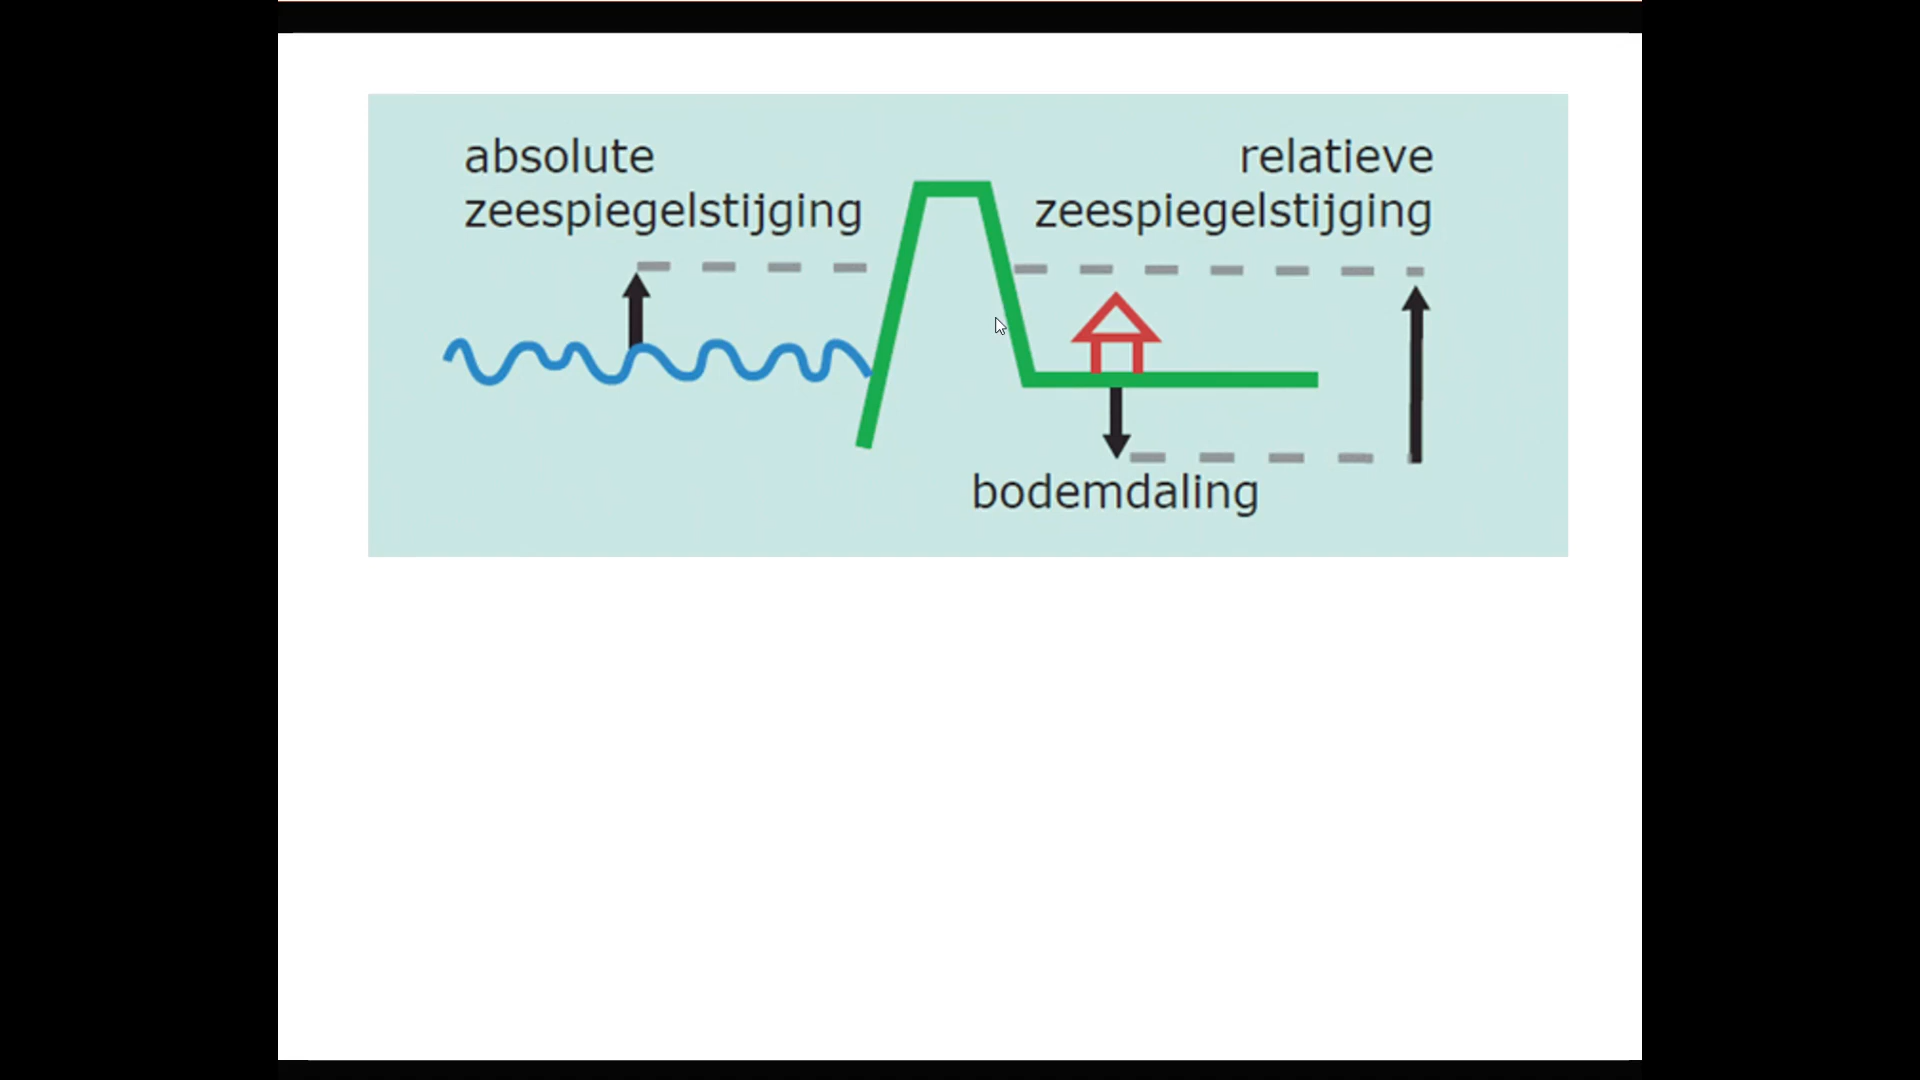 absolute
zeespiegelstijging
relatieve
zeespiegelstijging
bodemdaling